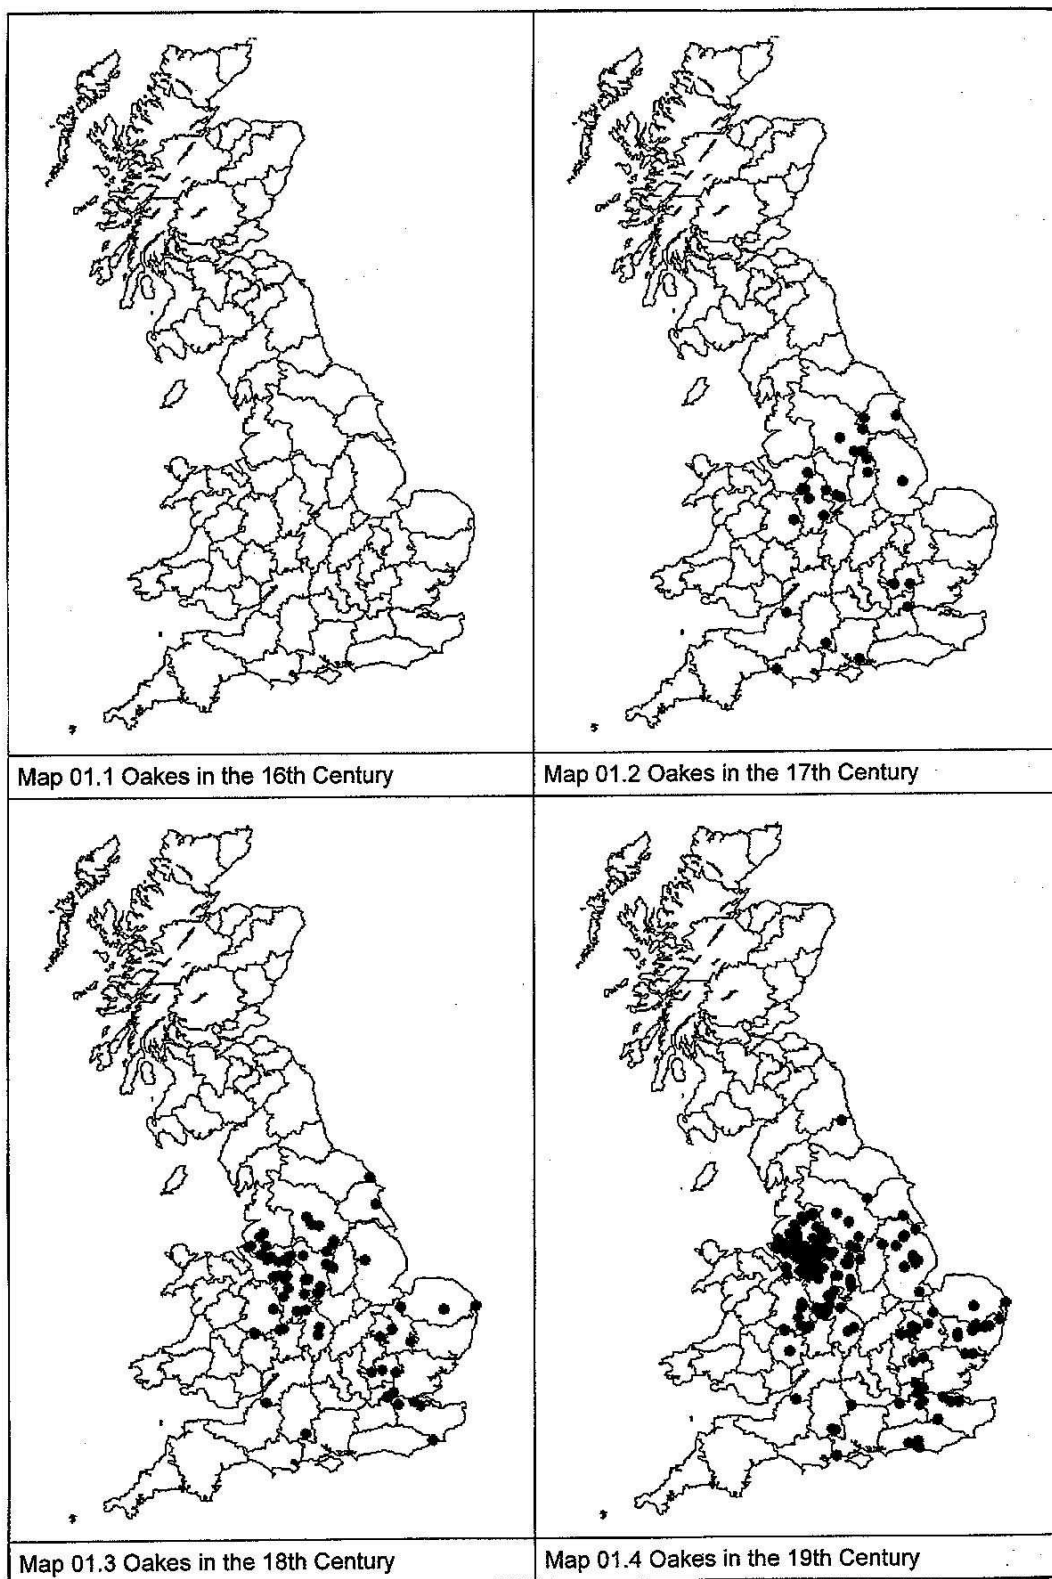 Map 01.1 Oakes in the 16th Century
Map 01.2 Oakes in the 17th Century
Map 01.3 Oakes in the 18th Century
Map 01.4 Oakes in the 19th Century